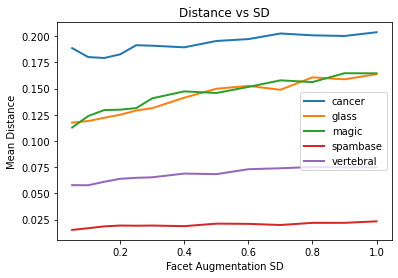 Distance vs SD
Mean Distance
0.200
0.175
0.150
0.125
0.100
0.075
0.050
0.025
cancer
glass
magic
spambase
vertebral
0.2 0.4 0.6 0.8 1.0
Facet Augmentation SD